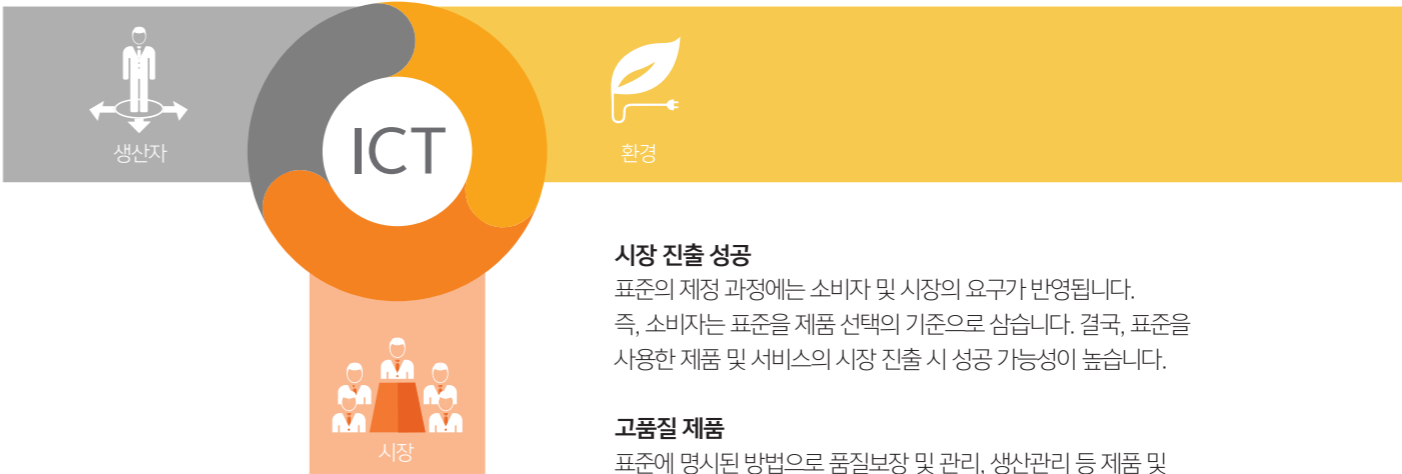 생산자
ICT
환경
시장 진출 성공
표준의 제정 과정에는 소비자 및 시장의 요구가 반영됩니다.
즉, 소비자는 표준을 제품 선택의 기준으로 삼습니다. 결국, 표준을
사용한 제품 및 서비스의 시장 진출 시 성공 가능성이 높습니다.
시장
고품질 제품
표준에 명시된 방법으로 품질보장 및 관리, 생산관리 등 제품 및